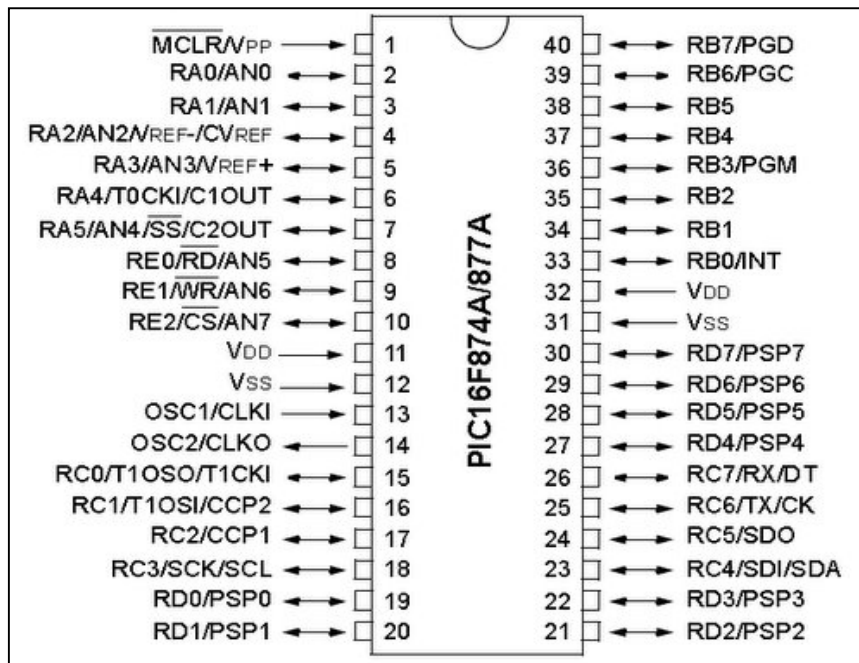 MCLR/VPP 1 40 RB7/PGD
RA0/AN0 2 39 RB6/PGC
RA1/AN1 3 38 RB5
RA2/AN2/VREF-/CVREF 4 37 RB4
RA3/AN3/VREF+ 5 36 RB3/PGM
RA4/T0CKI/C1OUT 6 35 RB2
RA5/AN4/SS/C2OUT 7 34 RB1
RE0/RD/AN5 8 33 RB0/INT
RE1/WR/AN6 9 32 VDD
RE2/CS/AN7 10 31 VSS
VDD 11 30 RD7/PSP7
VSS 12 29 RD6/PSP6
OSC1/CLKI 13 28 RD5/PSP5
OSC2/CLKO 14 27 RD4/PSP4
RC0/T1OSO/T1CKI 15 26 RC7/RX/DT
RC1/T1OSI/CCP2 16 25 RC6/TX/CK
RC2/CCP1 17 24 RC5/SDO
RC3/SCK/SCL 18 23 RC4/SDI/SDA
RD0/PSP0 19 22 RD3/PSP3
RD1/PSP1 20 21 RD2/PSP2
PIC16F874A/877A